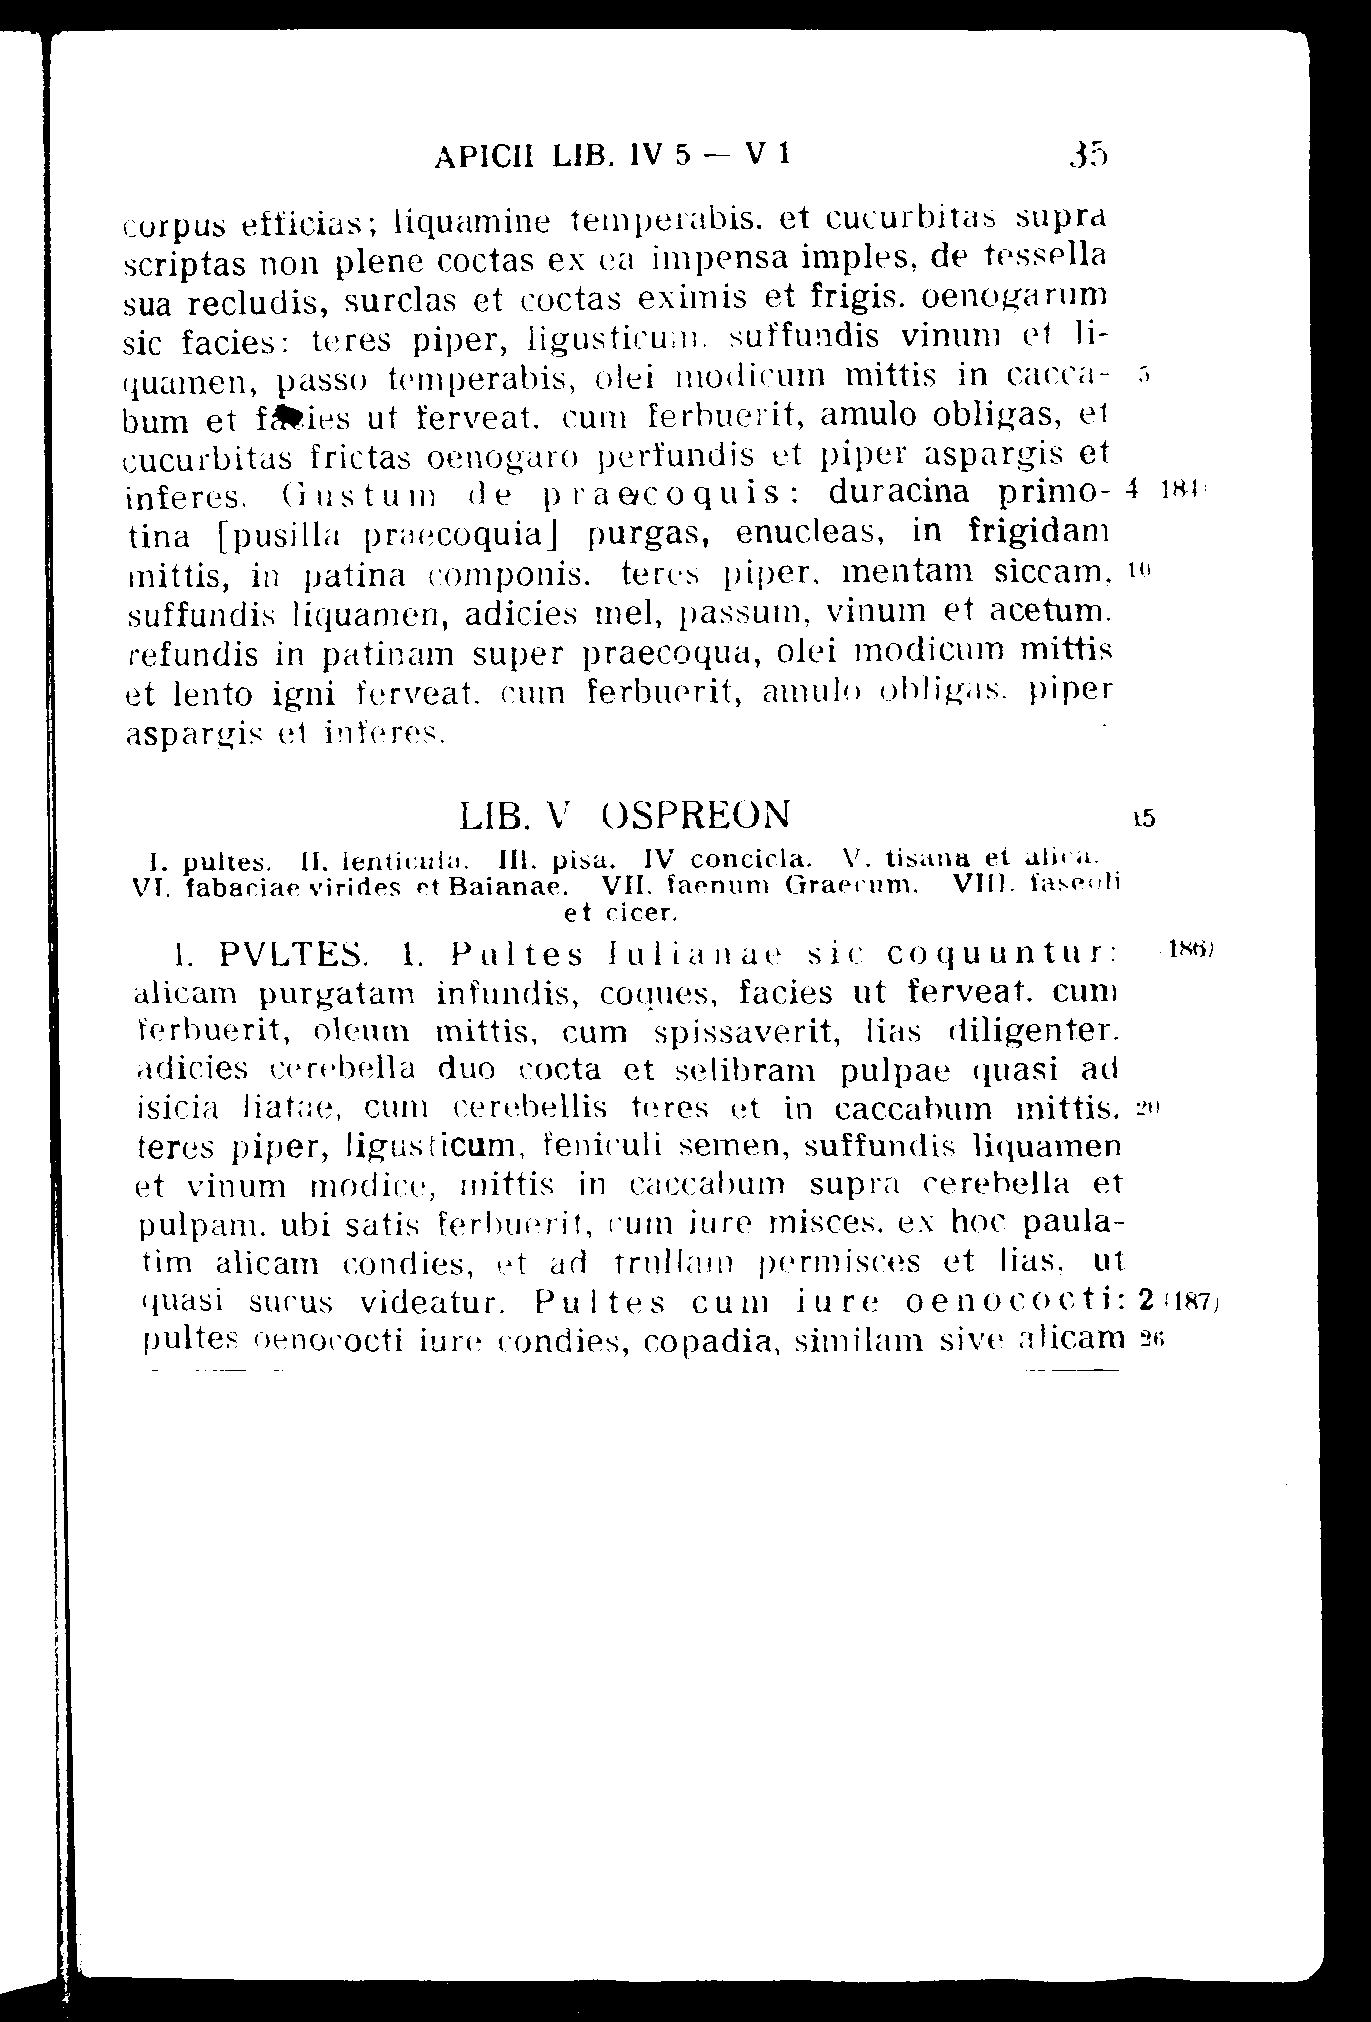 APICII LIB. IV 5 — V 1 35
corpus efficias; liquamine temperabis. et cucurbitas supra
scriptas non plene coctas ex ea impensa imples, de tessella
sua recludis, surclas et coctas eximis et frigis. oenogarum
sic facies: teres piper, ligusticum. suffundis vinum et li-
quamen, passo temperabis, olei modicum mittis in cacca- 5
bum et facies ut ferveat. cum ferbuerit, amulo obligas, et
cucurbitas frictas oenogaro perfundis et piper aspargis et
inferes. Gustum de praecoquis: duracina primo- 4
tina [pusilla praecoquia] purgas, enucleas, in frigidam
mittis, in patina componis. teres piper, mentam siccam, 10
suffundis liquamen, adicies mel, passum, vinum et acetum.
refundis in patinam super praecoqua, olei modicum mittis
et lento igni ferveat. cum ferbuerit, amulo obligas. piper
aspargis et inferes.
LIB. V OSPREON 15
I. pultes. II. lenticula. III. pisa. IV concicla. V. tisana et alica.
VI. fabaciae virides et Baianae. VII. faenum Graecum. VIII. faseoli
et cicer.
I. PVLTES. 1. Pultes Iulianae sic coquuntur: 186)
alicam purgatam infundis, coques, facies ut ferveat. cum
ferbuerit, oleum mittis, cum spissaverit, lias diligenter.
adicies cerebella duo cocta et selibram pulpae quasi ad
isicia liatae, cum cerebellis teres et in caccabum mittis. 20
teres piper, ligusticum, feniculi semen, suffundis liquamen
et vinum modice, mittis in caccabum supra cerebella et
pulpam. ubi satis ferbuerit, cum iure misces. ex hoc paula-
tim alicam condies, et ad trullam permisces et lias, ut
quasi sucus videatur. Pultes cum iure oenococti: 2 (187)
pultes oenococti iure condies, copadia, similam sive alicam 26